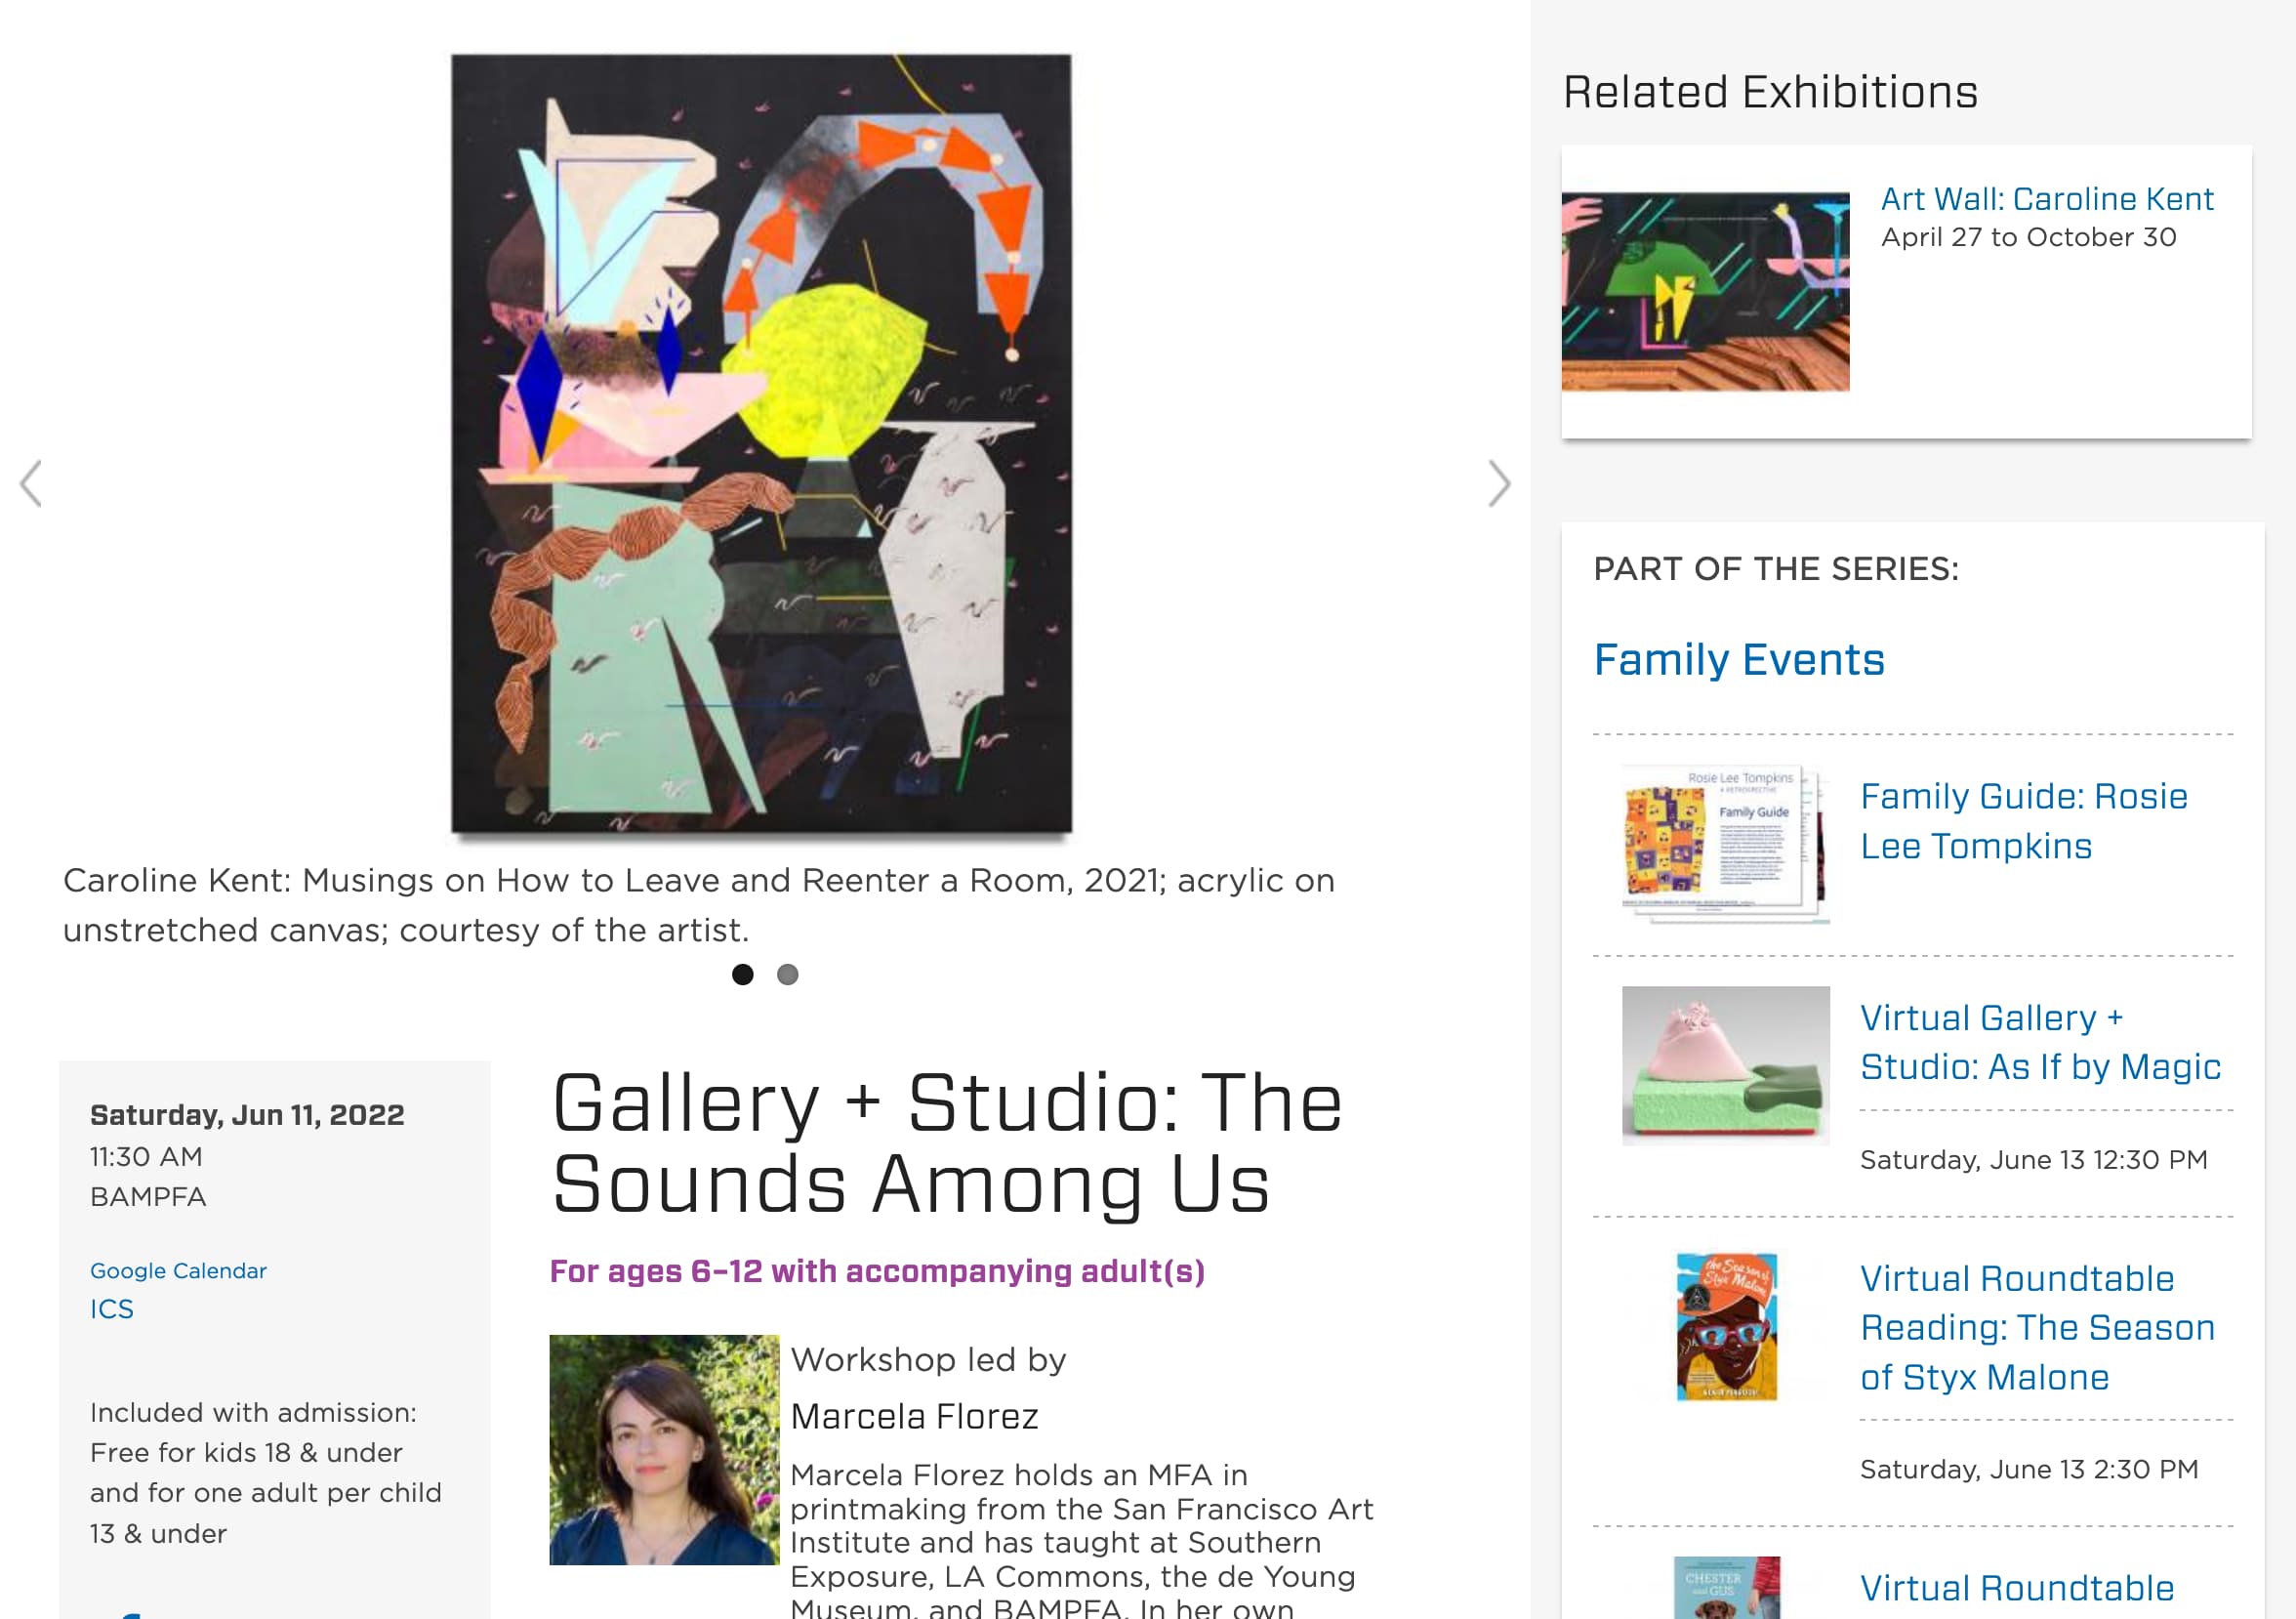 Caroline Kent: Musings on How to Leave and Reenter a Room, 2021; acrylic on
unstretched canvas; courtesy of the artist.
Saturday, Jun 11, 2022
11:30 AM
BAMPFA
Google Calendar
ICS
Included with admission:
Free for kids 18 & under
and for one adult per child
13 & under
Gallery + Studio: The
Sounds Among Us
For ages 6–12 with accompanying adult(s)
Workshop led by
Marcela Florez
Marcela Florez holds an MFA in
printmaking from the San Francisco Art
Institute and has taught at Southern
Exposure, LA Commons, the de Young
Museum, and BAMPFA. In her own
Related Exhibitions
Art Wall: Caroline Kent
April 27 to October 30
PART OF THE SERIES:
Family Events
Rosie Lee Tompkins
A RETROSPECTIVE
Family Guide
Family Guide: Rosie
Lee Tompkins
Virtual Gallery +
Studio: As If by Magic
Saturday, June 13 12:30 PM
the Season of
Styx Malone
Virtual Roundtable
Reading: The Season
of Styx Malone
Saturday, June 13 2:30 PM
CHESTER
and GUS
Virtual Roundtable